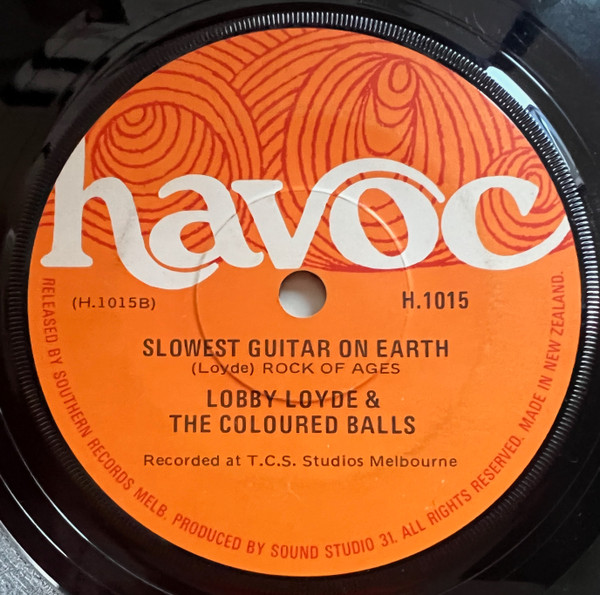 havoc
(H.1015B)
H.1015
SLOWEST GUITAR ON EARTH
(Loyde) ROCK OF AGES
LOBBY LOYDE &
THE COLOURED BALLS
Recorded at T.C.S. Studios Melbourne
RELEASED BY SOUTHERN RECORDS MELB. PRODUCED BY SOUND STUDIO 31. ALL RIGHTS RESERVED. MADE IN NEW ZEALAND.